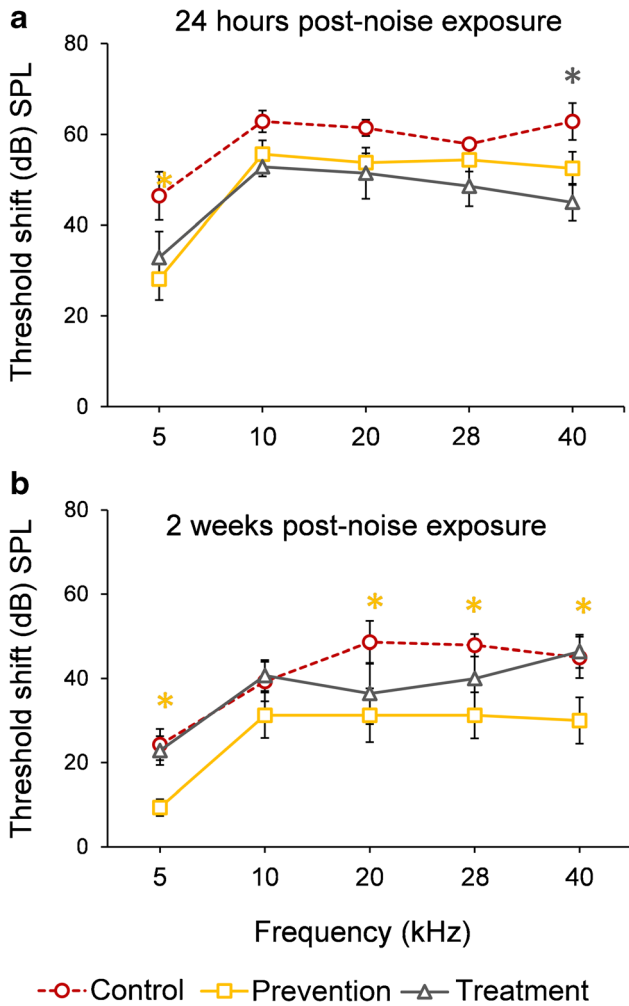 a
24 hours post-noise exposure
Threshold shift (dB) SPL
80
60
40
20
0
*
*
5 10 20 28 40
b
2 weeks post-noise exposure
Threshold shift (dB) SPL
80
60
40
20
0
* * * *
5 10 20 28 40
Frequency (kHz)
Control Prevention Treatment